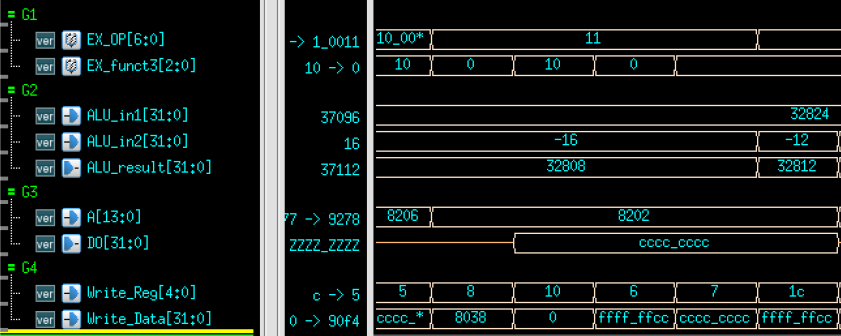 G1
ver EX_OP[6:0] -> 1_0011 10_00* 11
ver EX_funct3[2:0] 10 -> 0 10 0 10 0
G2
ver ALU_in1[31:0] 37096 32824
ver ALU_in2[31:0] 16 -16 -12
ver ALU_result[31:0] 37112 32808 32812
G3
ver A[13:0] 77 -> 9278 8206 8202
ver DO[31:0] ZZZZ_ZZZZ cccc_cccc
G4
ver Write_Reg[4:0] c -> 5 5 8 10 6 7 1c
ver Write_Data[31:0] 0 -> 90f4 cccc_* 8038 0 ffff_ffcc cccc_cccc ffff_ffcc